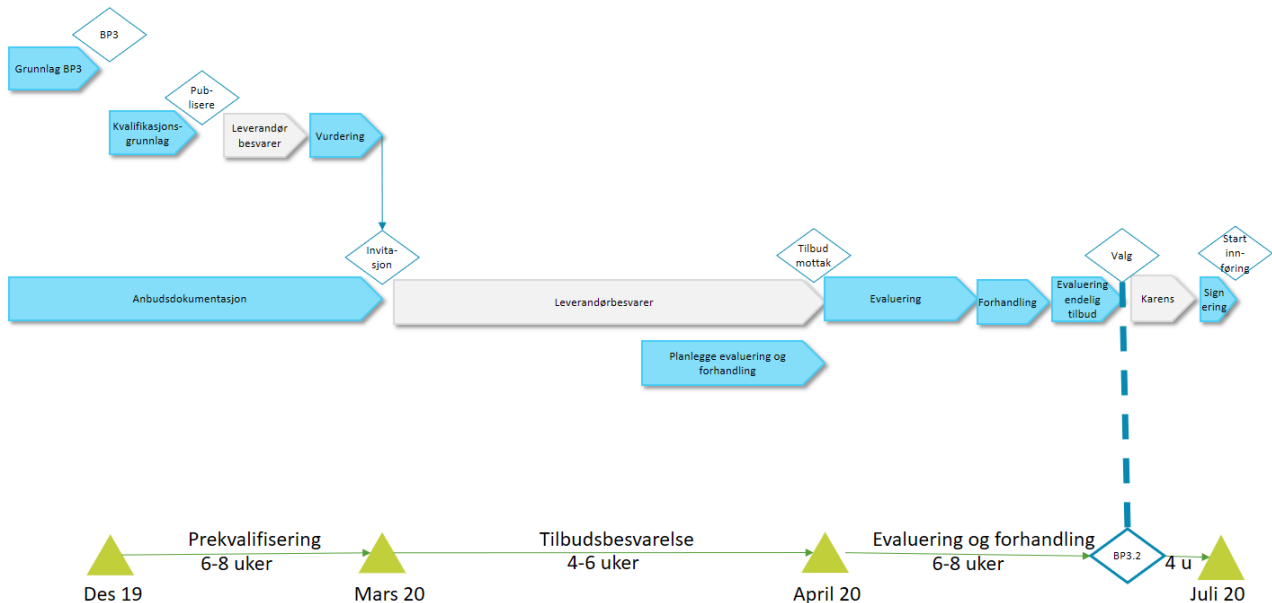 BP3
Grunnlag BP3
Pub-
lisere
Kvalifikasjons-
grunnlag
Leverandør
besvarer
Vurdering
Invita-
sjon
Tilbud
mottak
Valg
Start
inn-
føring
Anbudsdokumentasjon
Leverandørbesvarer
Evaluering
Forhandling
Evaluering
endelig
tilbud
Karens
Sign
ering
Planlegge evaluering og
forhandling
Prekvalifisering
6-8 uker
Tilbudsbesvarelse
4-6 uker
Evaluering og forhandling
6-8 uker
BP3.2
4 u
Des 19
Mars 20
April 20
Juli 20